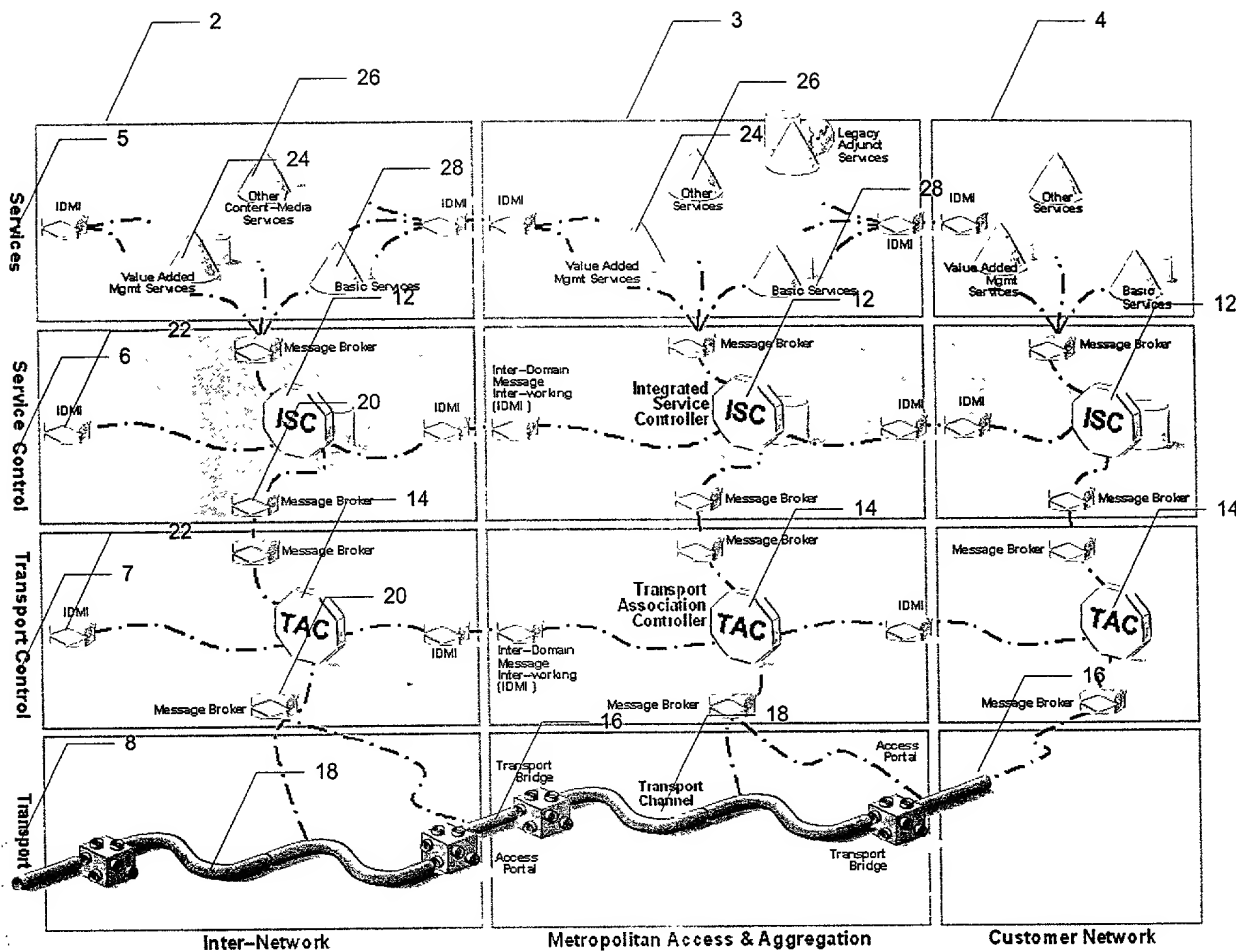 2
3
4
26
26
5
24
24
Legacy
Adjunct
Services
28
28
IDMI
Other
Content-Media
Services
IDMI
IDMI
Other
Services
IDMI
IDMI
Other
Services
Services
Value Added
Mgmt Services
Basic Services
Value Added
Mgmt Services
Basic Services
Value Added
Mgmt
Services
Basic
Services
12
12
12
22
6
Message Broker
Message Broker
Message Broker
Inter-Domain
Message
Inter-working
(IDMI)
Integrated
Service
Controller
20
IDMI
ISC
IDMI
ISC
IDMI
IDMI
ISC
Service Control
Message Broker
14
Message Broker
14
Message Broker
14
22
Message Broker
Message Broker
Message Broker
7
20
IDMI
TAC
IDMI
Transport
Association
Controller
TAC
IDMI
TAC
Inter-Domain
Message
Inter-working
(IDMI)
Transport Control
Message Broker
Message Broker
Message Broker
16
16
18
8
18
Transport
Bridge
Transport
Channel
Access
Portal
Transport
Access
Portal
Transport
Bridge
Inter-Network
Metropolitan Access & Aggregation
Customer Network